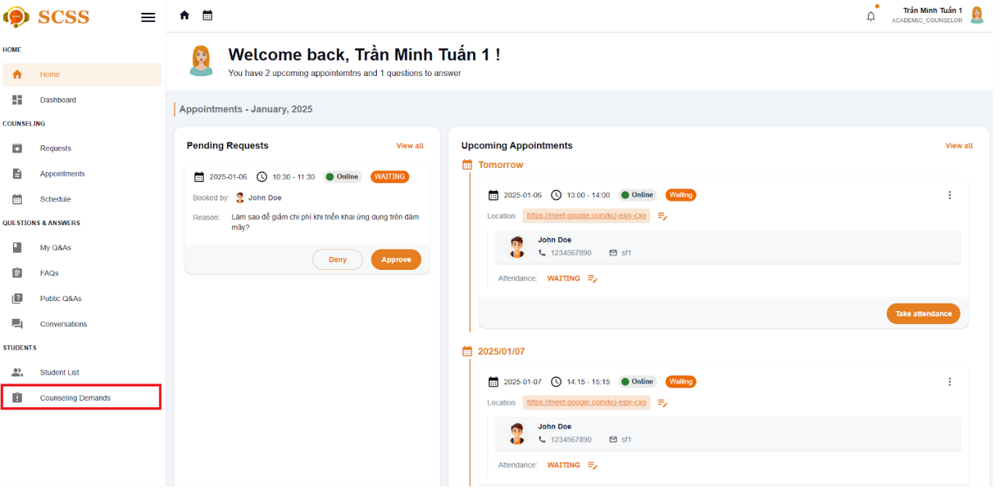 SCSS
Trần Minh Tuấn 1
ACADEMIC_COUNSELOR
HOME
Home
Dashboard
COUNSELING
Requests
Appointments
Schedule
QUESTIONS & ANSWERS
My Q&As
FAQs
Public Q&As
Conversations
STUDENTS
Student List
Counseling Demands
Welcome back, Trần Minh Tuấn 1 !
You have 2 upcoming appointemtns and 1 questions to answer
Appointments - January, 2025
Pending Requests View all
2025-01-06 10:30 - 11:30 Online WAITING
Booked by: John Doe
Reason: Làm sao để giảm chi phí khi triển khai ứng dụng trên đám
mây?
Deny Approve
Upcoming Appointments View all
Tomorrow
2025-01-06 13:00 - 14:00 Online Waiting
Location: https://meet.google.com/kcj-eipy-cxo
John Doe
1234567890 sf1
Attendance: WAITING
Take attendance
2025/01/07
2025-01-07 14:15 - 15:15 Online Waiting
Location: https://meet.google.com/kcj-eipy-cxo
John Doe
1234567890 sf1
Attendance: WAITING